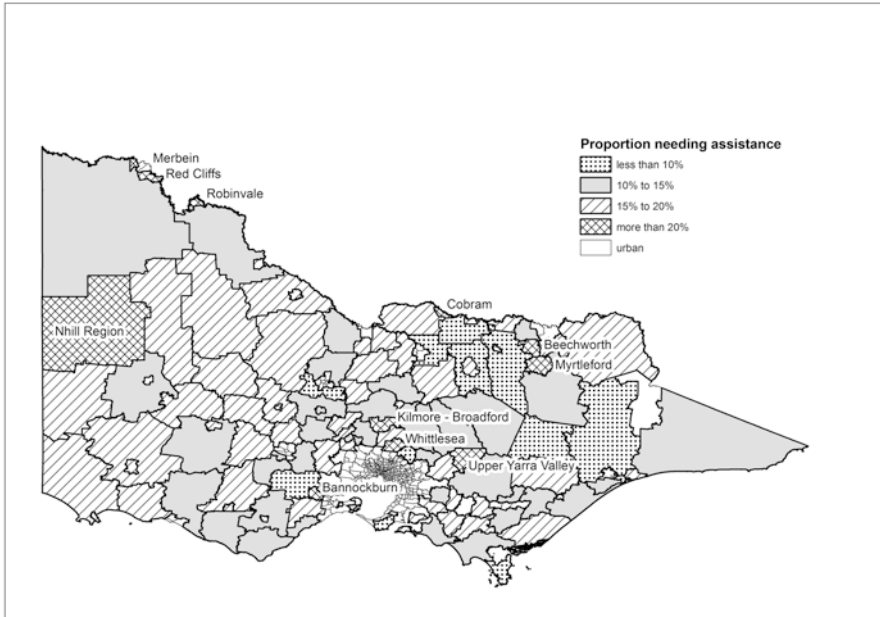 Merbein
Red Cliffs
Robinvale
Proportion needing assistance
less than 10%
10% to 15%
15% to 20%
more than 20%
urban
Cobram
Nhill Region
Beechworth
Myrtleford
Kilmore - Broadford
Whittlesea
Upper Yarra Valley
Bannockburn